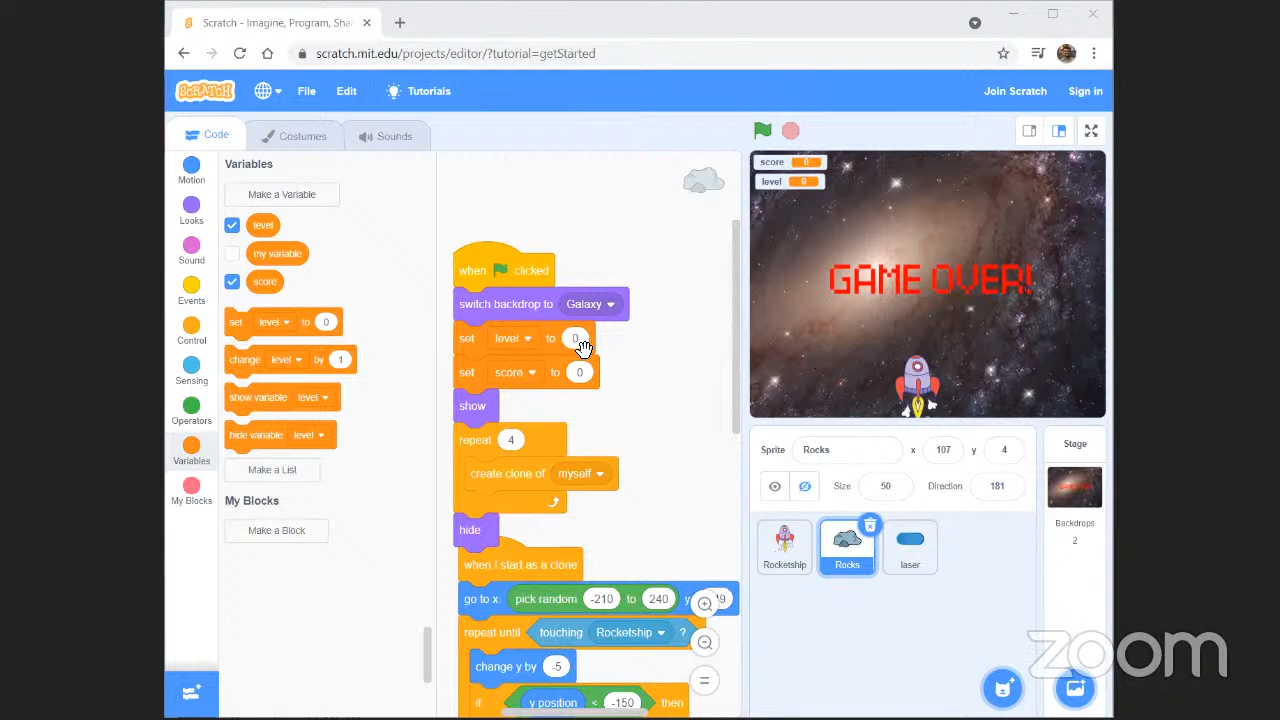 Scratch - Imagine, Program, Sha
scratch.mit.edu/projects/editor/?tutorial=getStarted
SCRATCH
File
Edit
Tutorials
Join Scratch
Sign in
Code
Costumes
Sounds
Motion
Looks
Sound
Events
Control
Sensing
Operators
Variables
My Blocks
Variables
Make a Variable
level
my variable
score
set level to 0
change level by 1
show variable level
hide variable level
Make a List
My Blocks
Make a Block
when clicked
switch backdrop to Galaxy
set level to 0
set score to 0
show
repeat 4
create clone of myself
hide
when I start as a clone
go to x: pick random -210 to 240 y
repeat until touching Rocketship ?
change y by -5
if y position < -150 then
score 0
level 0
GAME OVER!
Sprite Rocks x 107 y 4
Size 50 Direction 181
Rocketship
Rocks
laser
Stage
Backdrops
2
zoom